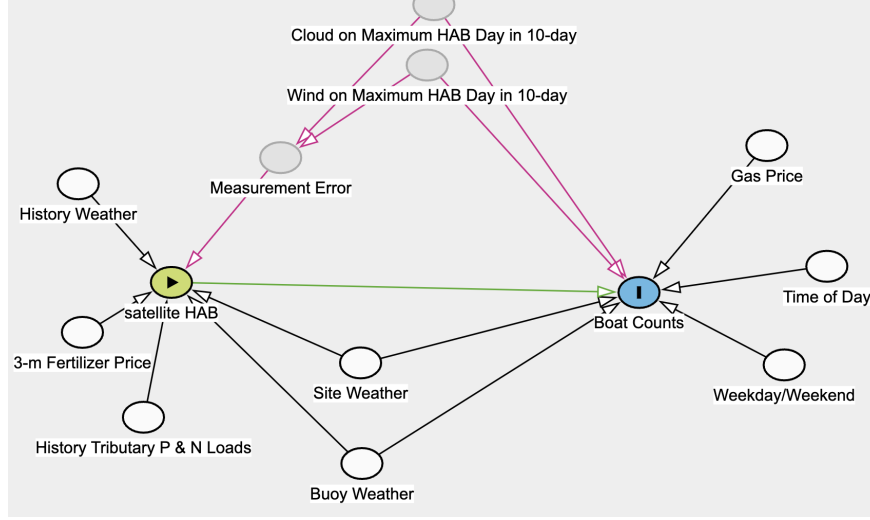 Cloud on Maximum HAB Day in 10-day
Wind on Maximum HAB Day in 10-day
Gas Price
Measurement Error
History Weather
Time of Day
satellite HAB
Boat Counts
3-m Fertilizer Price
Site Weather
Weekday/Weekend
History Tributary P & N Loads
Buoy Weather